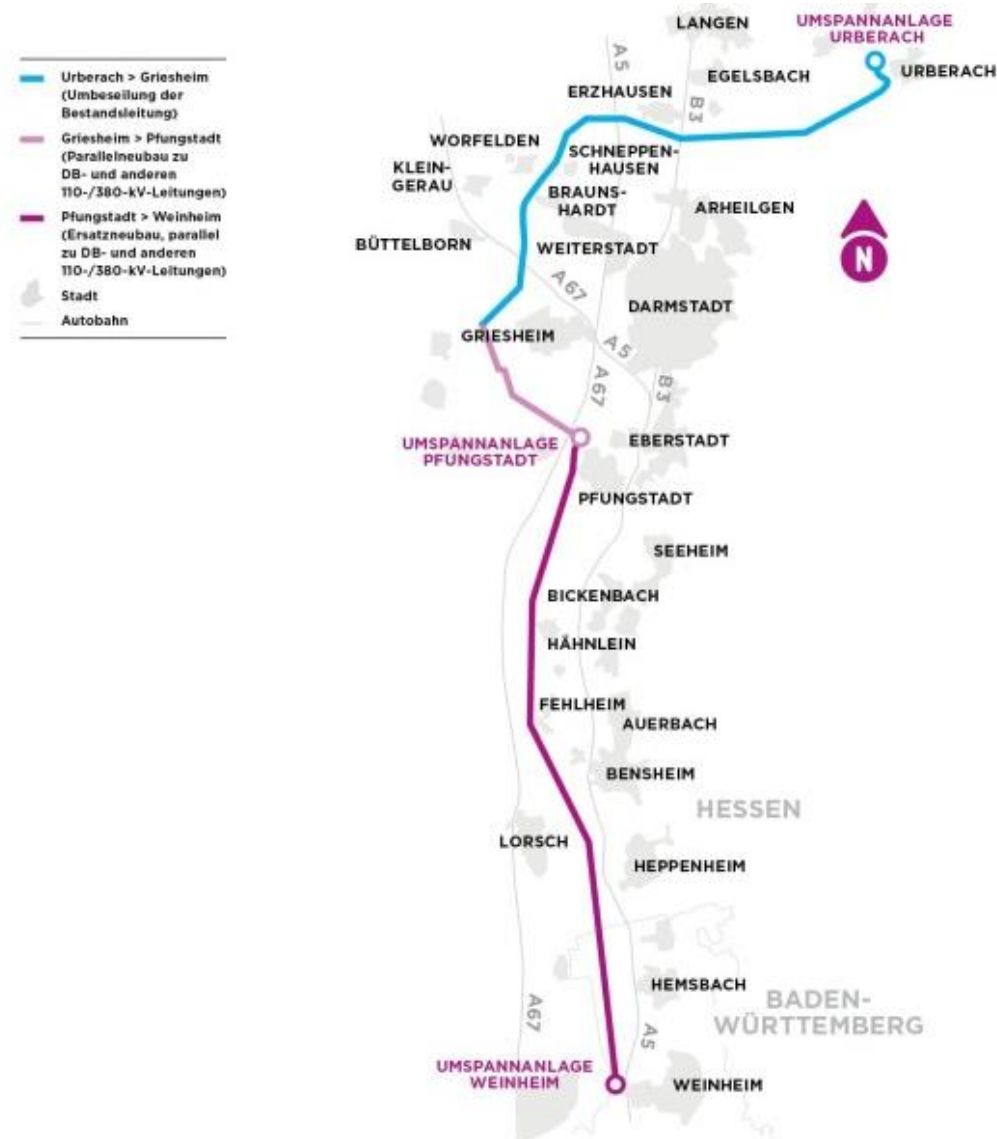 Urberach > Griesheim
(Umbeseilung der
Bestandsleitung)
Griesheim > Pfungstadt
(Parallelneubau zu
DB- und anderen
110-/380-kV-Leitungen)
Pfungstadt > Weinheim
(Ersatzneubau, parallel
zu DB- und anderen
110-/380-kV-Leitungen)
Stadt
Autobahn
LANGEN
UMSPANNANLAGE
URBERACH
A5
EGELSBACH
URBERACH
ERZHAUSEN
B3
WORFELDEN
SCHNEPPEN-
HAUSEN
KLEIN-
GERAU
BRAUNS-
HARDT
ARHEILGEN
BÜTTELBORN
WEITERSTADT
N
A67
DARMSTADT
GRIESHEIM
A5
A67
B3
UMSPANNANLAGE
PFUNGSTADT
EBERSTADT
PFUNGSTADT
SEEHEIM
BICKENBACH
HÄHNLEIN
FEHLHEIM
AUERBACH
BENSHEIM
HESSEN
LORSCH
HEPPENHEIM
HEMSBACH
BADEN-
WÜRTTEMBERG
A67
A5
UMSPANNANLAGE
WEINHEIM
WEINHEIM